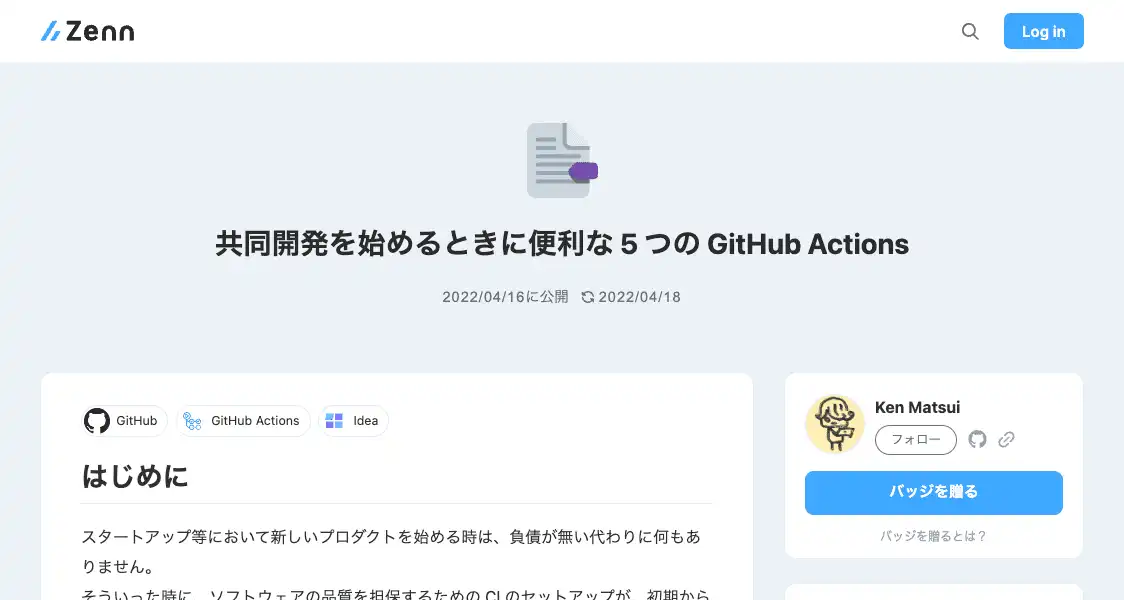 Zenn
Log in
共同開発を始めるときに便利な 5 つの GitHub Actions
2022/04/16に公開 2022/04/18
GitHub GitHub Actions Idea
はじめに
スタートアップ等において新しいプロダクトを始める時は、負債が無い代わりに何もあ
りません。
そういった時に、ソフトウェアの品質を担保するための CI のセットアップが、初期から
Ken Matsui
フォロー
バッジを贈る
バッジを贈るとは？